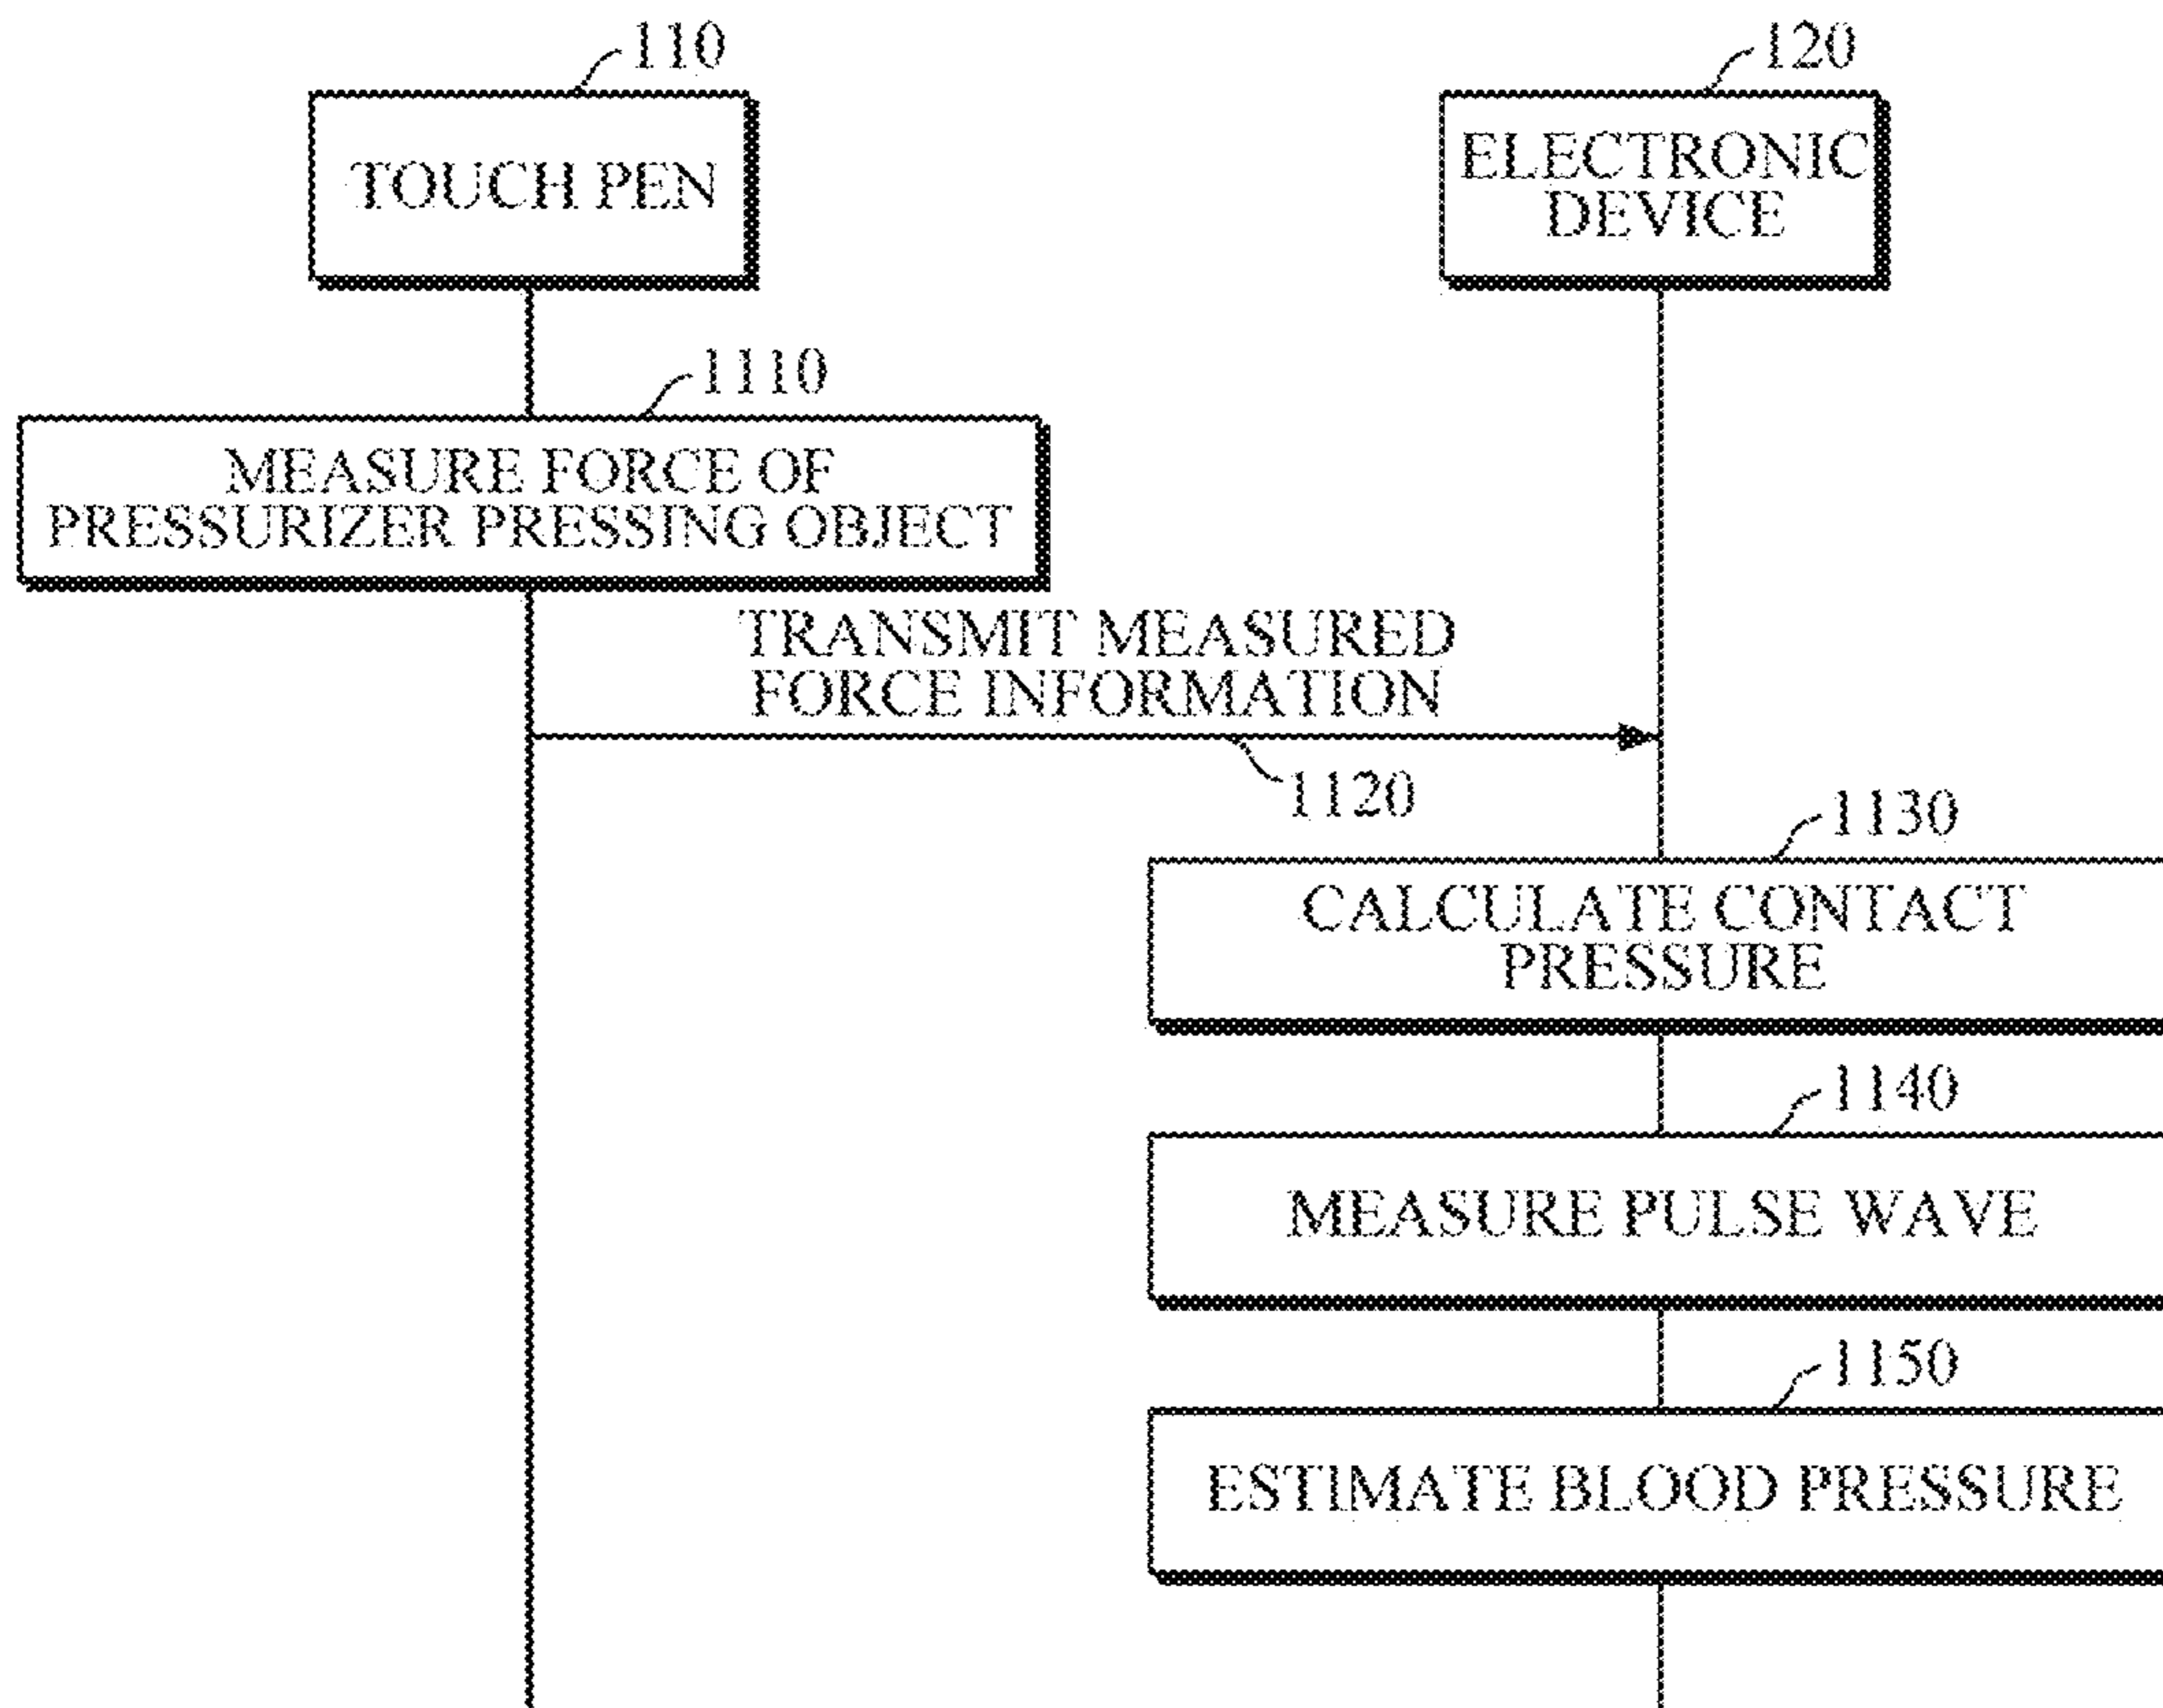 110
120
TOUCH PEN
ELECTRONIC
DEVICE
1110
MEASURE FORCE OF
PRESSURIZER PRESSING OBJECT
TRANSMIT MEASURED
FORCE INFORMATION
1120
1130
CALCULATE CONTACT
PRESSURE
1140
MEASURE PULSE WAVE
1150
ESTIMATE BLOOD PRESSURE